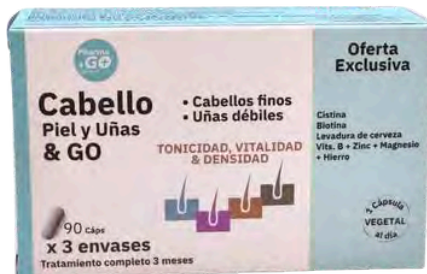 Pharma
&GO
Oferta
Exclusiva
Cabello
Piel y Uñas
& GO
• Cabellos finos
• Uñas débiles
TONICIDAD, VITALIDAD
& DENSIDAD
Cistina
Biotina
Levadura de cerveza
Vits. B + Zinc + Magnesio
+ Hierro
90 Cáps
x 3 envases
Tratamiento completo 3 meses
Cápsula
VEGETAL
al día